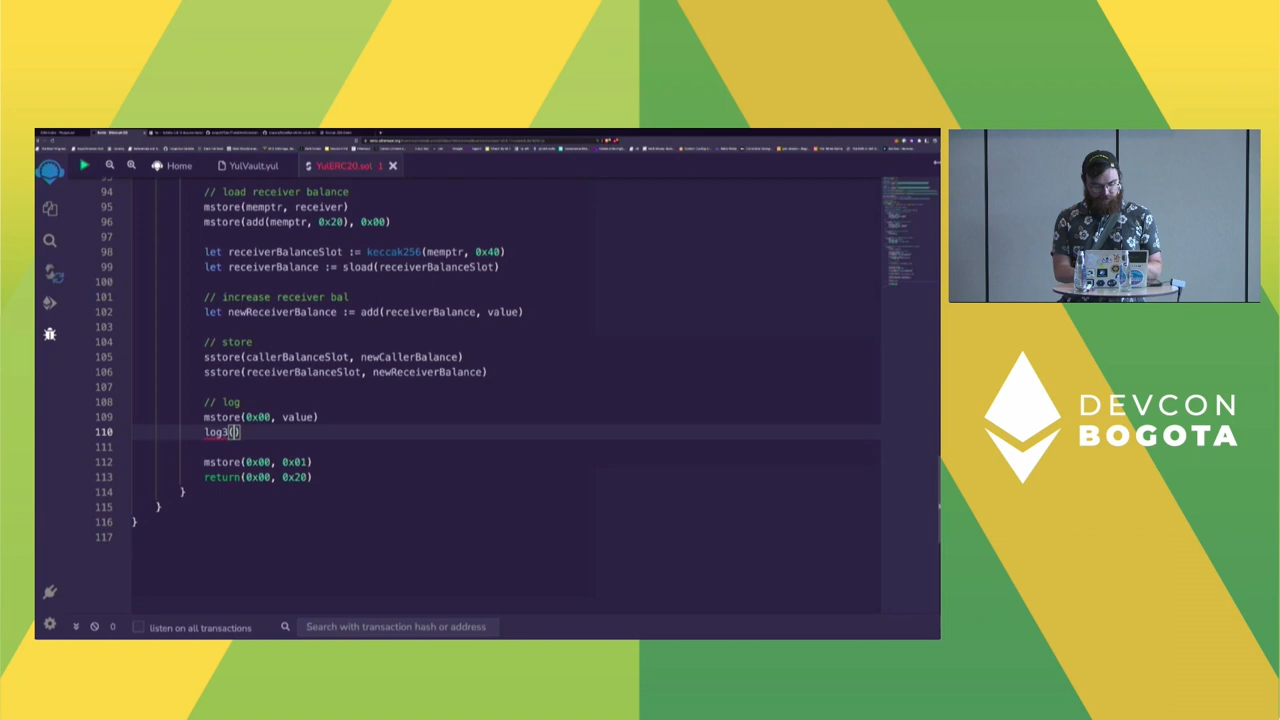 Home
YulVault.yul
YulERC20.sol 1
94 // load receiver balance
95 mstore(memptr, receiver)
96 mstore(add(memptr, 0x20), 0x00)
97
98 let receiverBalanceSlot := keccak256(memptr, 0x40)
99 let receiverBalance := sload(receiverBalanceSlot)
100
101 // increase receiver bal
102 let newReceiverBalance := add(receiverBalance, value)
103
104 // store
105 sstore(callerBalanceSlot, newCallerBalance)
106 sstore(receiverBalanceSlot, newReceiverBalance)
107
108 // log
109 mstore(0x00, value)
110 log3()
111
112 mstore(0x00, 0x01)
113 return(0x00, 0x20)
114 }
115 }
116 }
117
0 listen on all transactions Search with transaction hash or address
DEVCON
BOGOTA